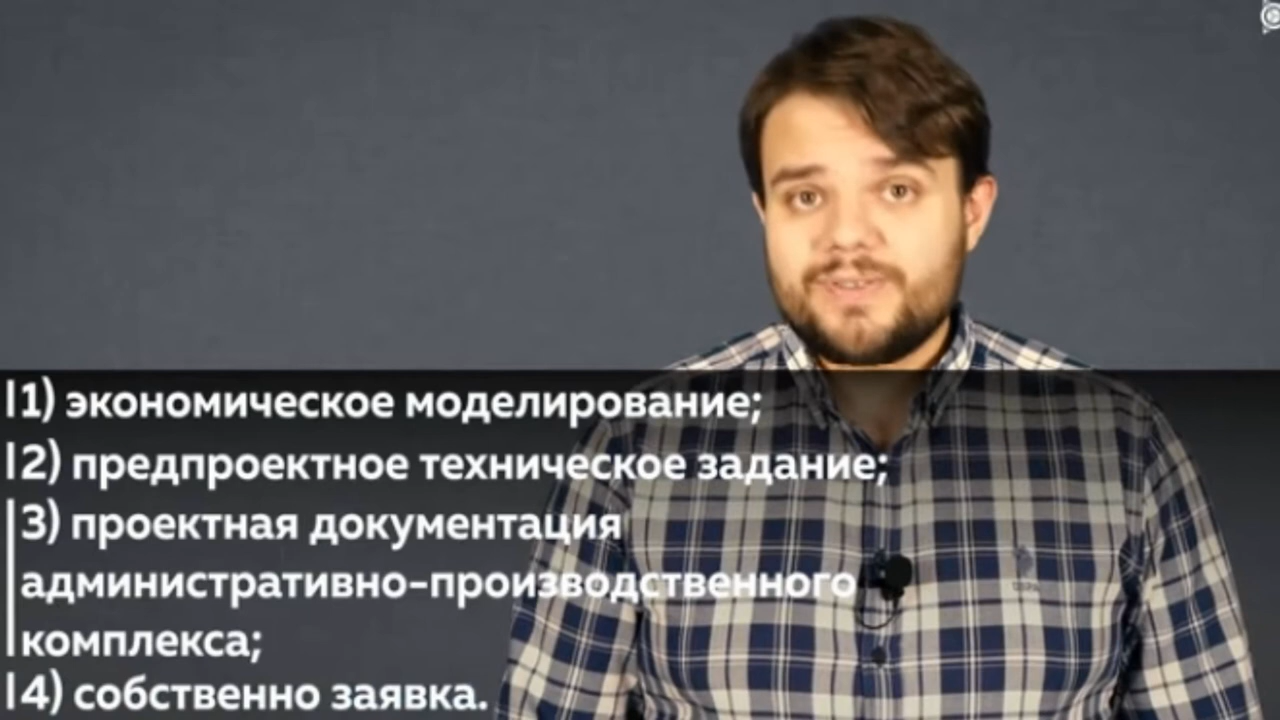 1) экономическое моделирование;
2) предпроектное техническое задание;
3) проектная документация
административно-производственного
комплекса;
4) собственно заявка.